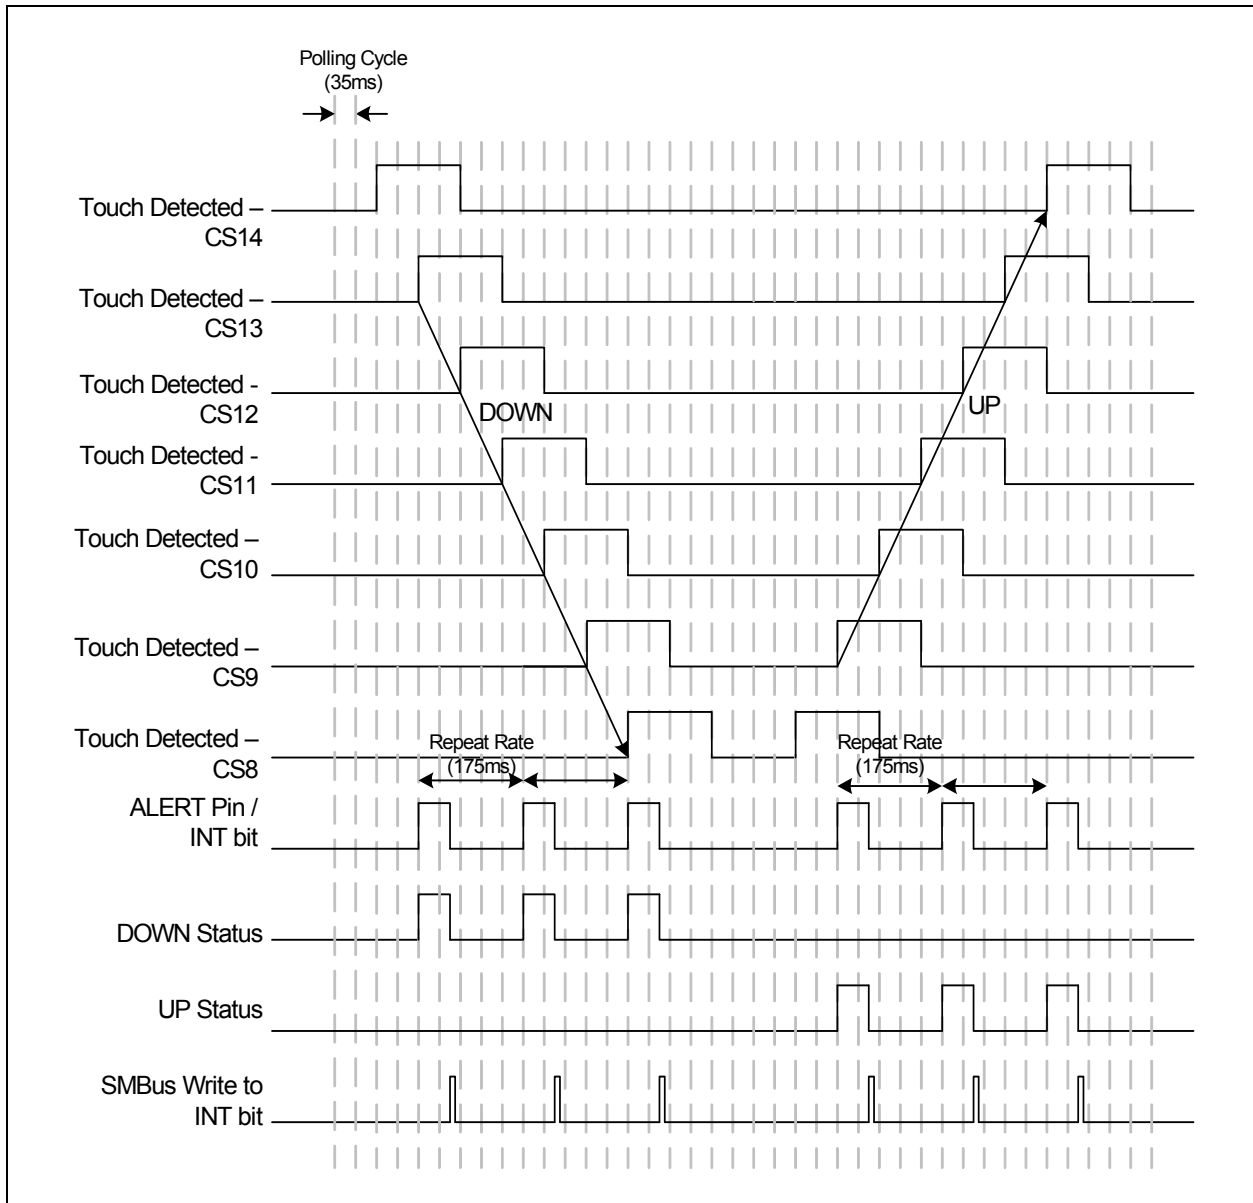 Polling Cycle
(35ms)
Touch Detected –
CS14
Touch Detected –
CS13
Touch Detected -
CS12
DOWN
UP
Touch Detected -
CS11
Touch Detected –
CS10
Touch Detected –
CS9
Touch Detected –
CS8
Repeat Rate
(175ms)
Repeat Rate
(175ms)
ALERT Pin /
INT bit
DOWN Status
UP Status
SMBus Write to
INT bit